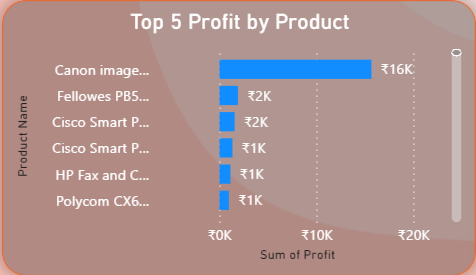 Top 5 Profit by Product
Product Name
Canon image... ₹16K
Fellowes PB5... ₹2K
Cisco Smart P... ₹2K
Cisco Smart P... ₹1K
HP Fax and C... ₹1K
Polycom CX6... ₹1K
₹0K ₹10K ₹20K
Sum of Profit